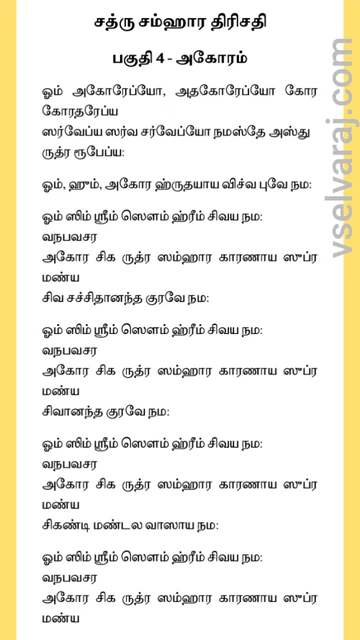 சத்ரு சம்ஹார திரிசதி
பகுதி 4 - அகோரம்
ஓம் அகோரேப்யோ, அதகோரேப்யோ கோர
கோரதரேப்ய
ஸர்வேப்ய ஸர்வ சர்வேப்யோ நமஸ்தே அஸ்து
ருத்ர ரூபேப்ய:
ஓம், ஹும், அகோர ஹ்ருதயாய விச்வ புவே நம:
ஓம் ஸிம் ஸ்ரீம் ஸௌம் ஹ்ரீம் சிவய நம:
வநபவசர
அகோர சிக ருத்ர ஸம்ஹார காரணாய ஸுப்ர
மண்ய
சிவ சச்சிதானந்த குரவே நம:
ஓம் ஸிம் ஸ்ரீம் ஸௌம் ஹ்ரீம் சிவய நம:
வநபவசர
அகோர சிக ருத்ர ஸம்ஹார காரணாய ஸுப்ர
மண்ய
சிவானந்த குரவே நம:
ஓம் ஸிம் ஸ்ரீம் ஸௌம் ஹ்ரீம் சிவய நம:
வநபவசர
அகோர சிக ருத்ர ஸம்ஹார காரணாய ஸுப்ர
மண்ய
சிகண்டி மண்டல வாஸாய நம:
ஓம் ஸிம் ஸ்ரீம் ஸௌம் ஹ்ரீம் சிவய நம:
வநபவசர
அகோர சிக ருத்ர ஸம்ஹார காரணாய ஸுப்ர
மண்ய
vselvaraj.com